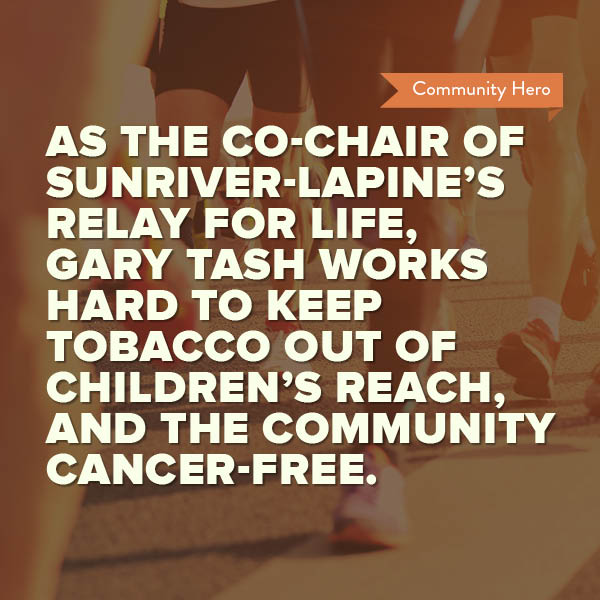 Community Hero
AS THE CO-CHAIR OF
SUNRIVER-LAPINE’S
RELAY FOR LIFE,
GARY TASH WORKS
HARD TO KEEP
TOBACCO OUT OF
CHILDREN’S REACH,
AND THE COMMUNITY
CANCER-FREE.